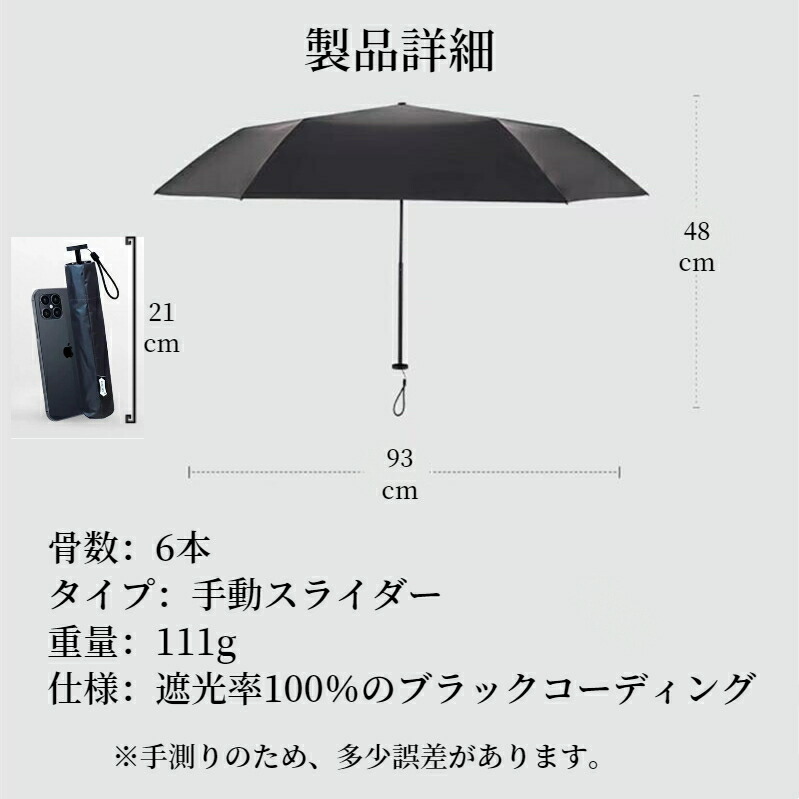 製品詳細
48
cm
21
cm
93
cm
骨数：6本
タイプ：手動スライダー
重量：111g
仕様：遮光率100%のブラックコーディング
※手測りのため、多少誤差があります。